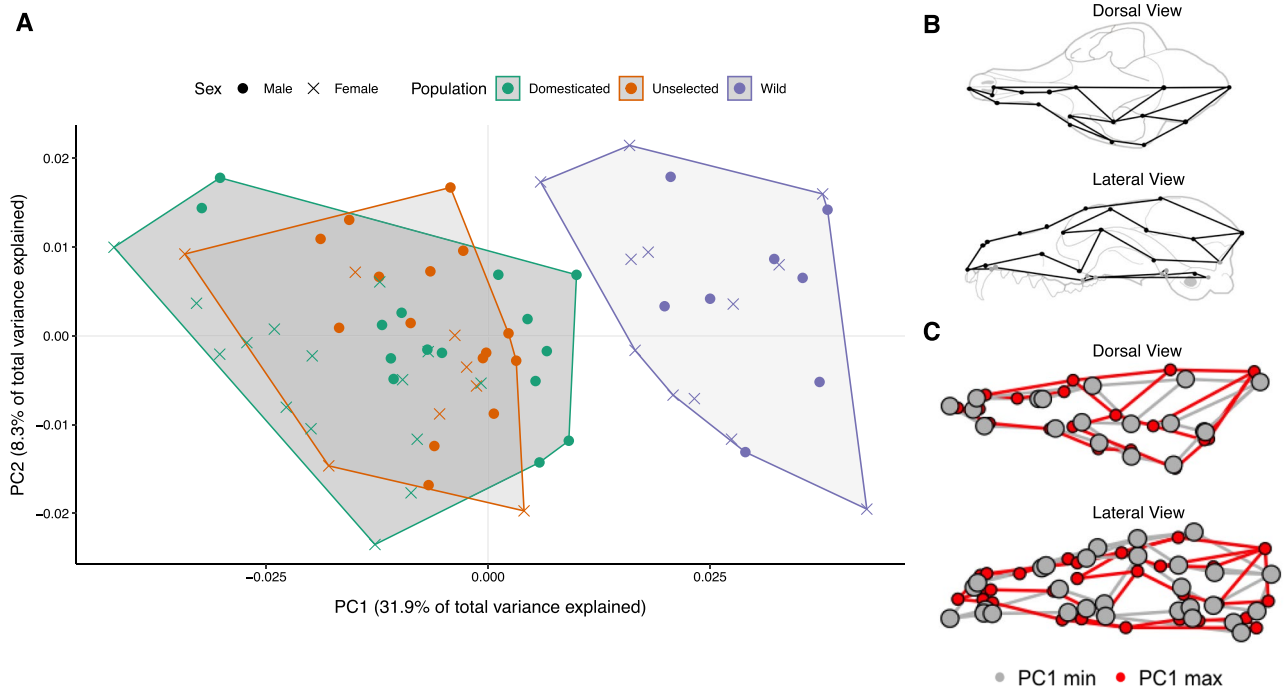 A
Sex ● Male × Female Population Domesticated Unselected Wild
PC2 (8.3% of total variance explained)
0.02
0.01
0.00
−0.01
−0.02
−0.025 0.000 0.025
PC1 (31.9% of total variance explained)
B
Dorsal View
Lateral View
C
Dorsal View
Lateral View
PC1 min PC1 max